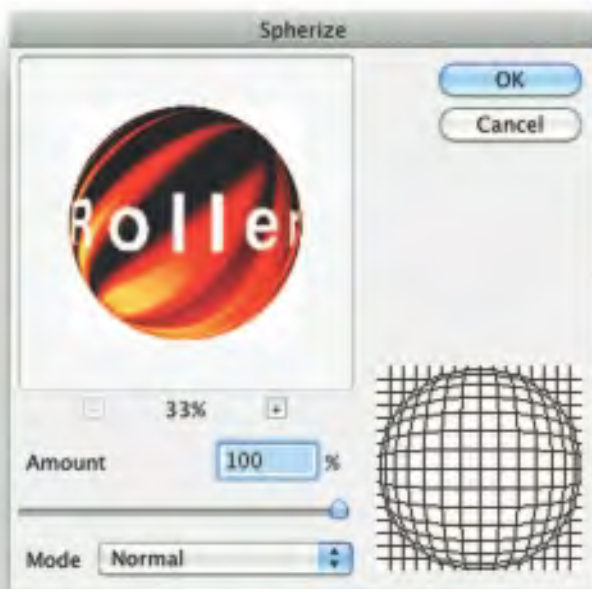 Spherize
OK
Cancel
Roller
33%
Amount 100 %
Mode Normal